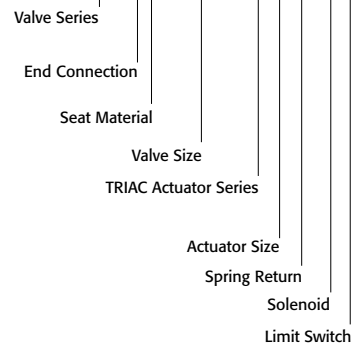 Valve Series
End Connection
Seat Material
Valve Size
TRIAC Actuator Series
Actuator Size
Spring Return
Solenoid
Limit Switch